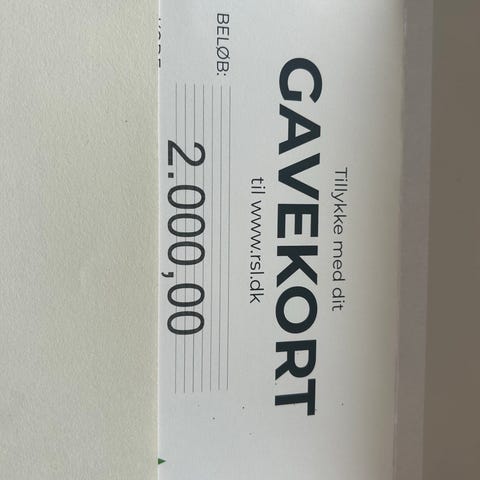 Tillykke med dit
GAVEKORT
til www.rsl.dk
BELØB:
2.000,00